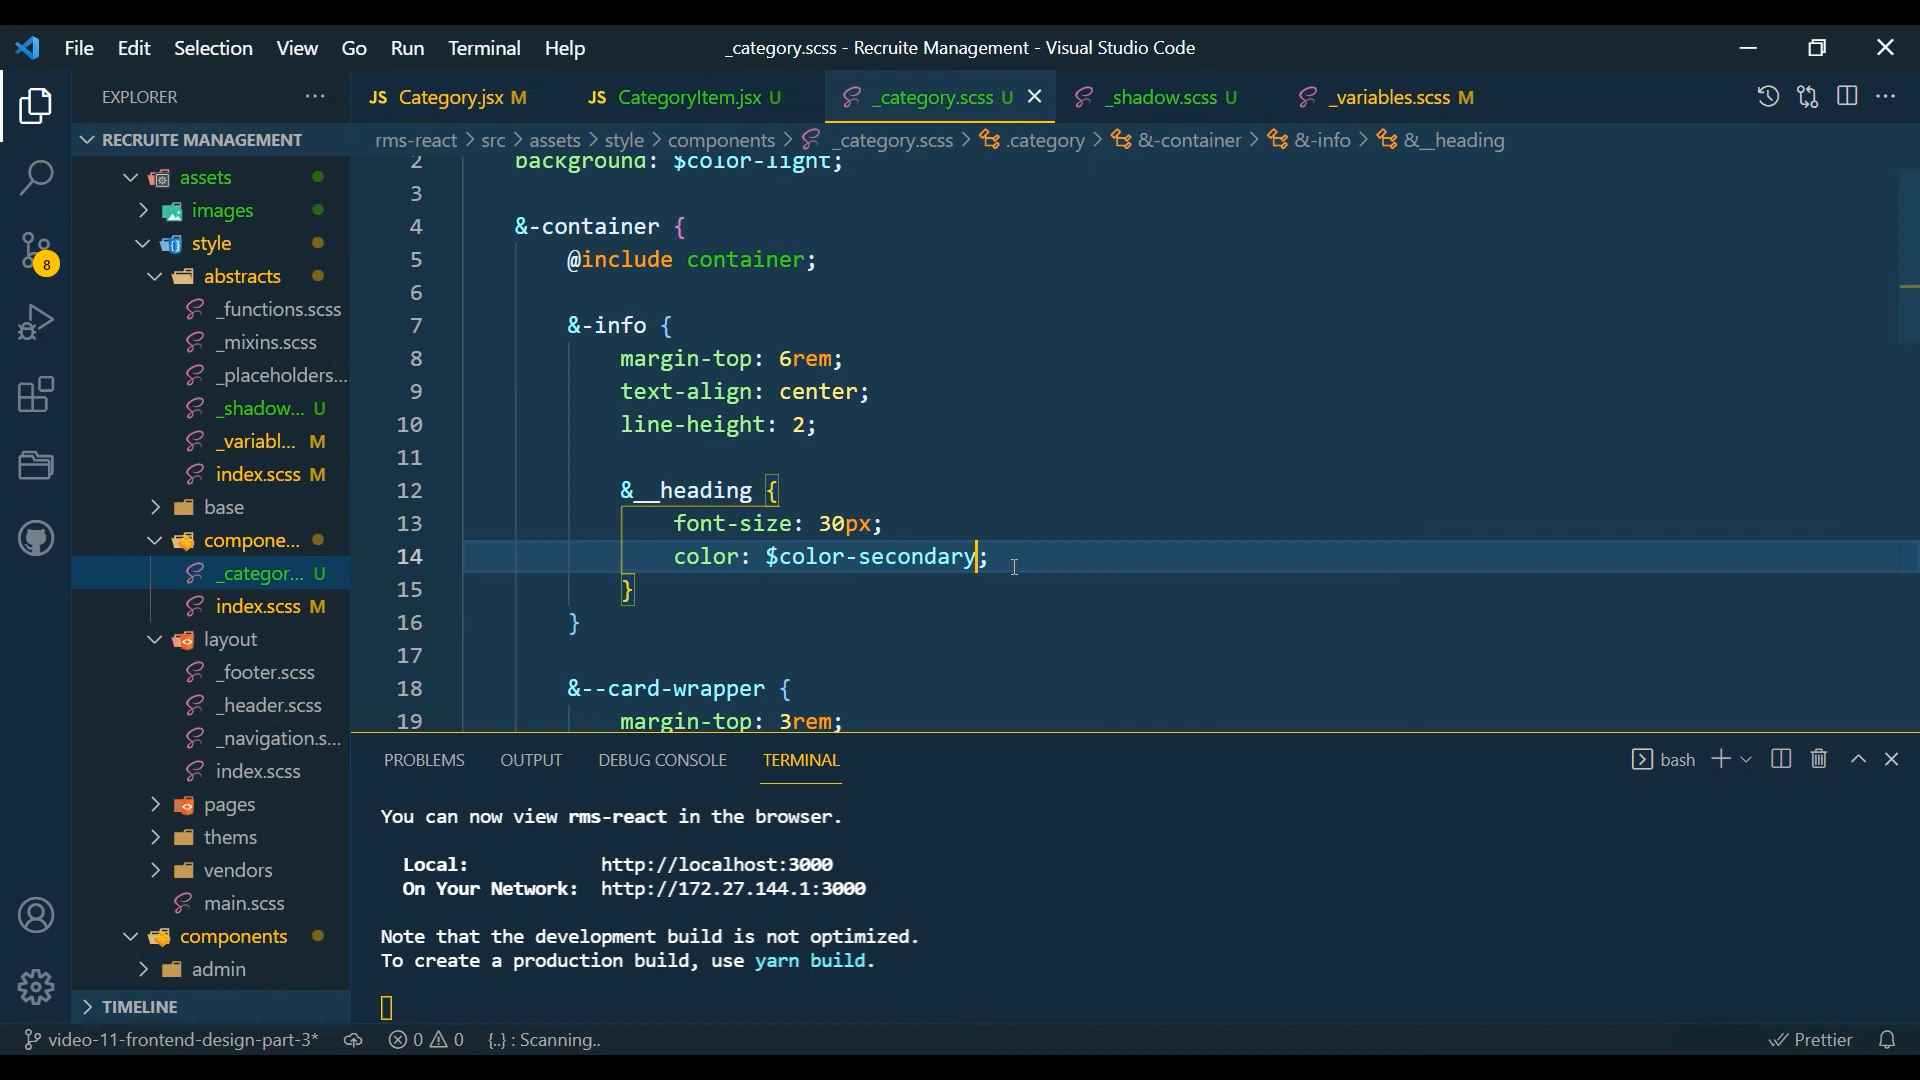 File Edit Selection View Go Run Terminal Help
_category.scss - Recruite Management - Visual Studio Code
EXPLORER
JS Category.jsx M
JS CategoryItem.jsx U
_category.scss U
_shadow.scss U
_variables.scss M
RECRUITE MANAGEMENT
rms-react > src > assets > style > components > _category.scss > .category > &-container > &-info > &__heading
assets
images
style
abstracts
_functions.scss
_mixins.scss
_placeholders...
_shadow... U
_variabl... M
index.scss M
base
compone...
_categor... U
index.scss M
layout
_footer.scss
_header.scss
_navigation.s...
index.scss
pages
thems
vendors
main.scss
components
admin
TIMELINE
8
2 background: $color-light;
3
4 &-container {
5 @include container;
6
7 &-info {
8 margin-top: 6rem;
9 text-align: center;
10 line-height: 2;
11
12 &__heading {
13 font-size: 30px;
14 color: $color-secondary;
15 }
16 }
17
18 &--card-wrapper {
19 margin-top: 3rem;
PROBLEMS OUTPUT DEBUG CONSOLE TERMINAL
bash
You can now view rms-react in the browser.
Local: http://localhost:3000
On Your Network: http://172.27.144.1:3000
Note that the development build is not optimized.
To create a production build, use yarn build.
video-11-frontend-design-part-3* 0 0 {..} : Scanning..
Prettier